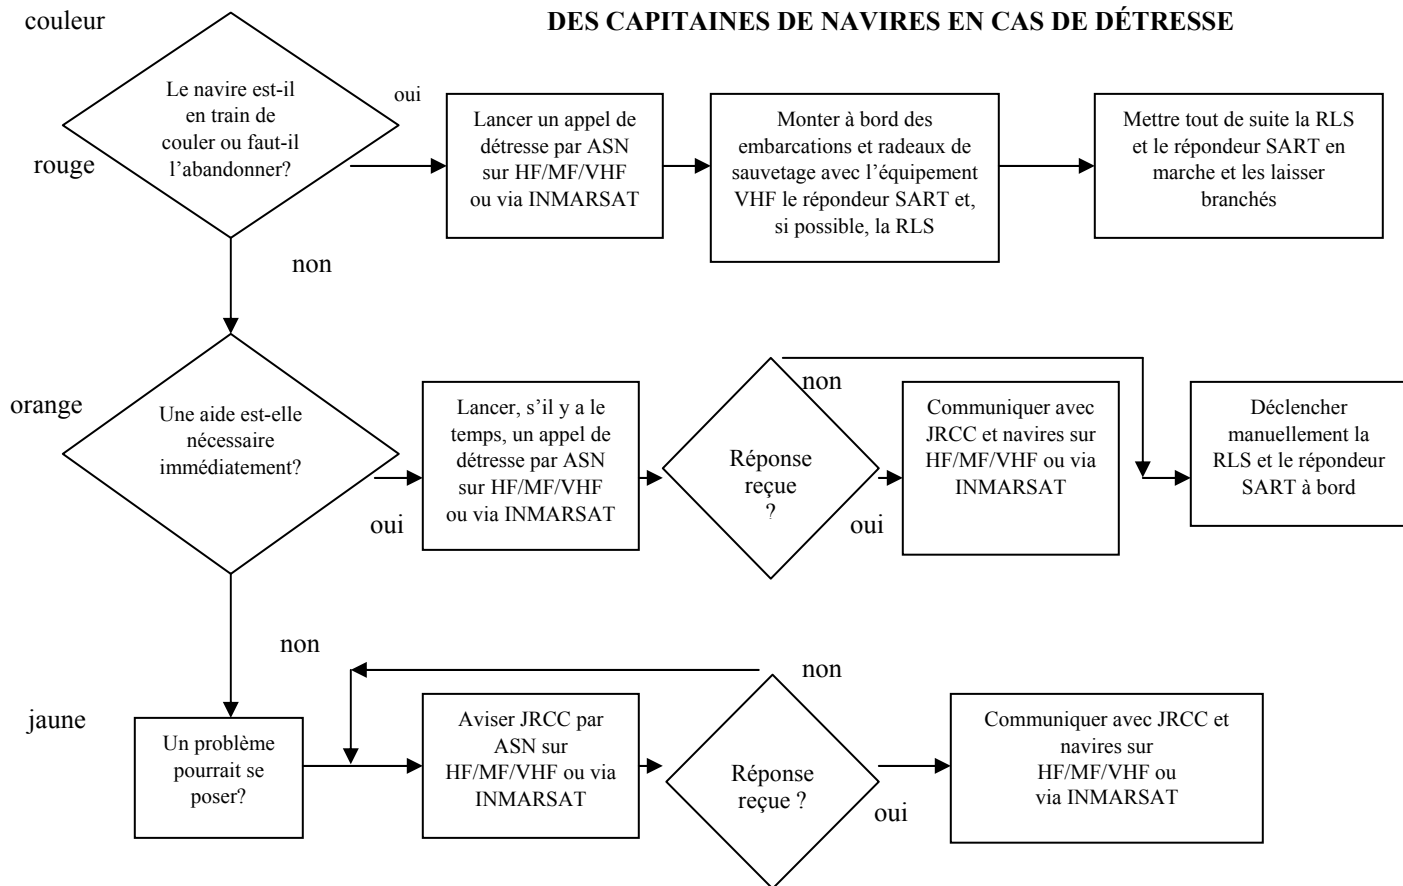 couleur
DES CAPITAINES DE NAVIRES EN CAS DE DÉTRESSE
rouge
Le navire est-il
en train de
couler ou faut-il
l’abandonner?
oui
Lancer un appel de
détresse par ASN
sur HF/MF/VHF
ou via INMARSAT
Monter à bord des
embarcations et radeaux de
sauvetage avec l’équipement
VHF le répondeur SART et,
si possible, la RLS
Mettre tout de suite la RLS
et le répondeur SART en
marche et les laisser
branchés
non
orange
Une aide est-elle
nécessaire
immédiatement?
oui
Lancer, s’il y a le
temps, un appel de
détresse par ASN
sur HF/MF/VHF
ou via INMARSAT
Réponse
reçue
?
non
oui
Communiquer avec
JRCC et navires sur
HF/MF/VHF ou via
INMARSAT
Déclencher
manuellement la
RLS et le répondeur
SART à bord
non
jaune
Un problème
pourrait se
poser?
Aviser JRCC par
ASN sur
HF/MF/VHF ou via
INMARSAT
Réponse
reçue ?
non
oui
Communiquer avec JRCC et
navires sur
HF/MF/VHF ou
via INMARSAT